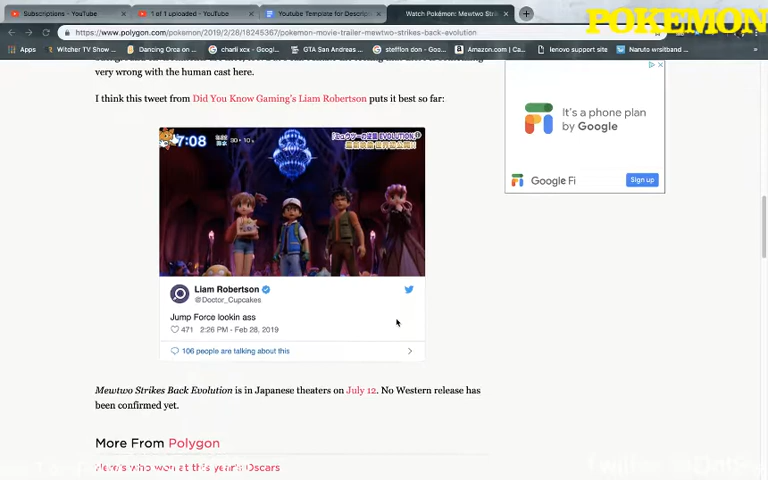 Subscriptions - YouTube
1 of 1 uploaded - YouTube
Youtube Template for Descrip
Watch Pokémon: Mewtwo Strik
POKEMON
https://www.polygon.com/pokemon/2019/2/28/18245367/pokemon-movie-trailer-mewtwo-strikes-back-evolution
Apps
Witcher TV Show ...
Dancing Once on ...
charli xcx - Googl...
GTA San Andreas ...
stefflon don - Goo...
Amazon.com | Ca...
lenovo support site
Naruto wsritband ...
very wrong with the human cast here.
I think this tweet from Did You Know Gaming's Liam Robertson puts it best so far:
7:08
It's a phone plan
by Google
Google Fi
Sign up
Liam Robertson
@Doctor_Cupcakes
Jump Force lookin ass
471 2:26 PM - Feb 28, 2019
106 people are talking about this
Mewtwo Strikes Back Evolution is in Japanese theaters on July 12. No Western release has
been confirmed yet.
More From Polygon
Here's who won at this year's Oscars